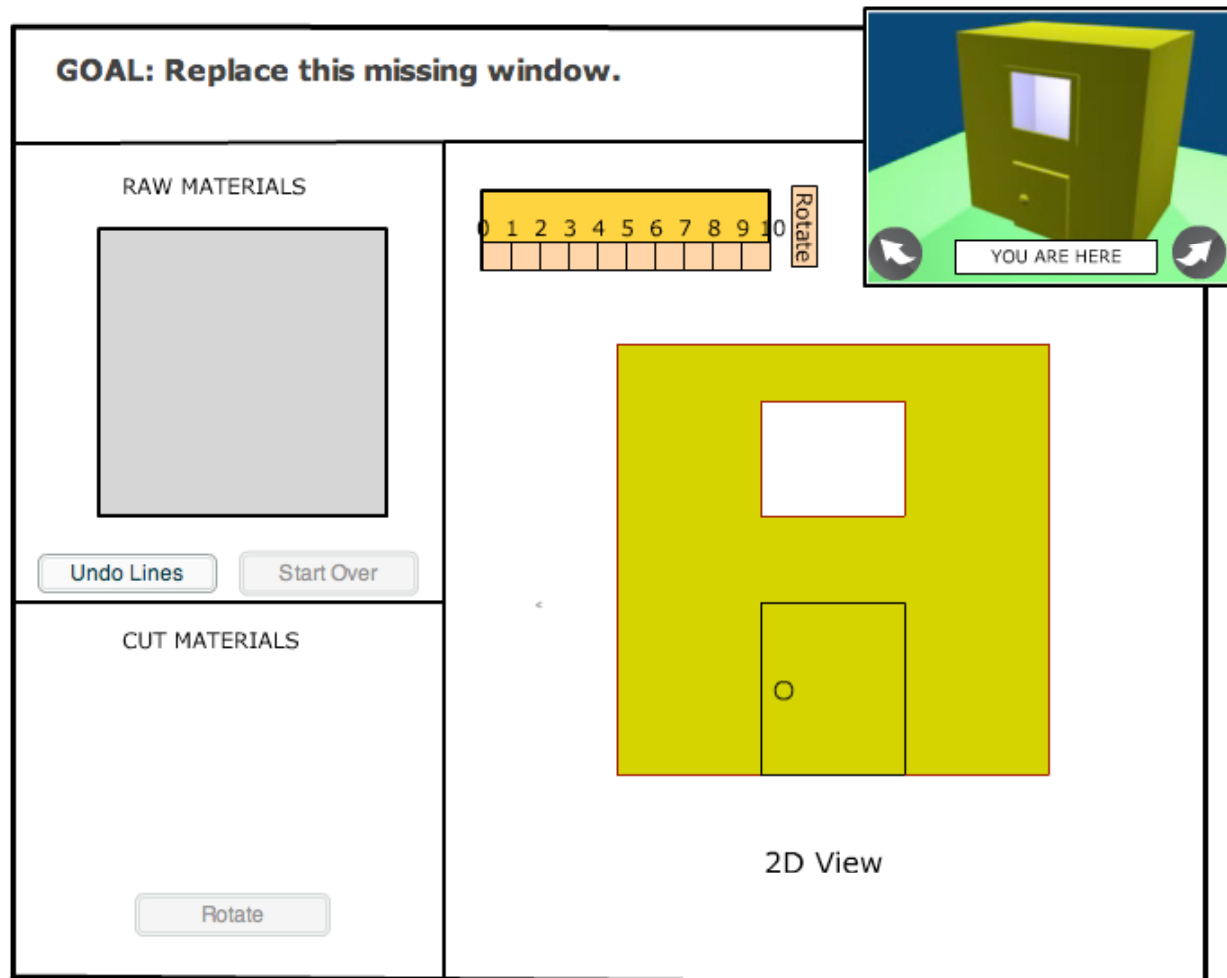 GOAL: Replace this missing window.
YOU ARE HERE
RAW MATERIALS
0 1 2 3 4 5 6 7 8 9 10
Rotate
Undo Lines
Start Over
CUT MATERIALS
Rotate
2D View